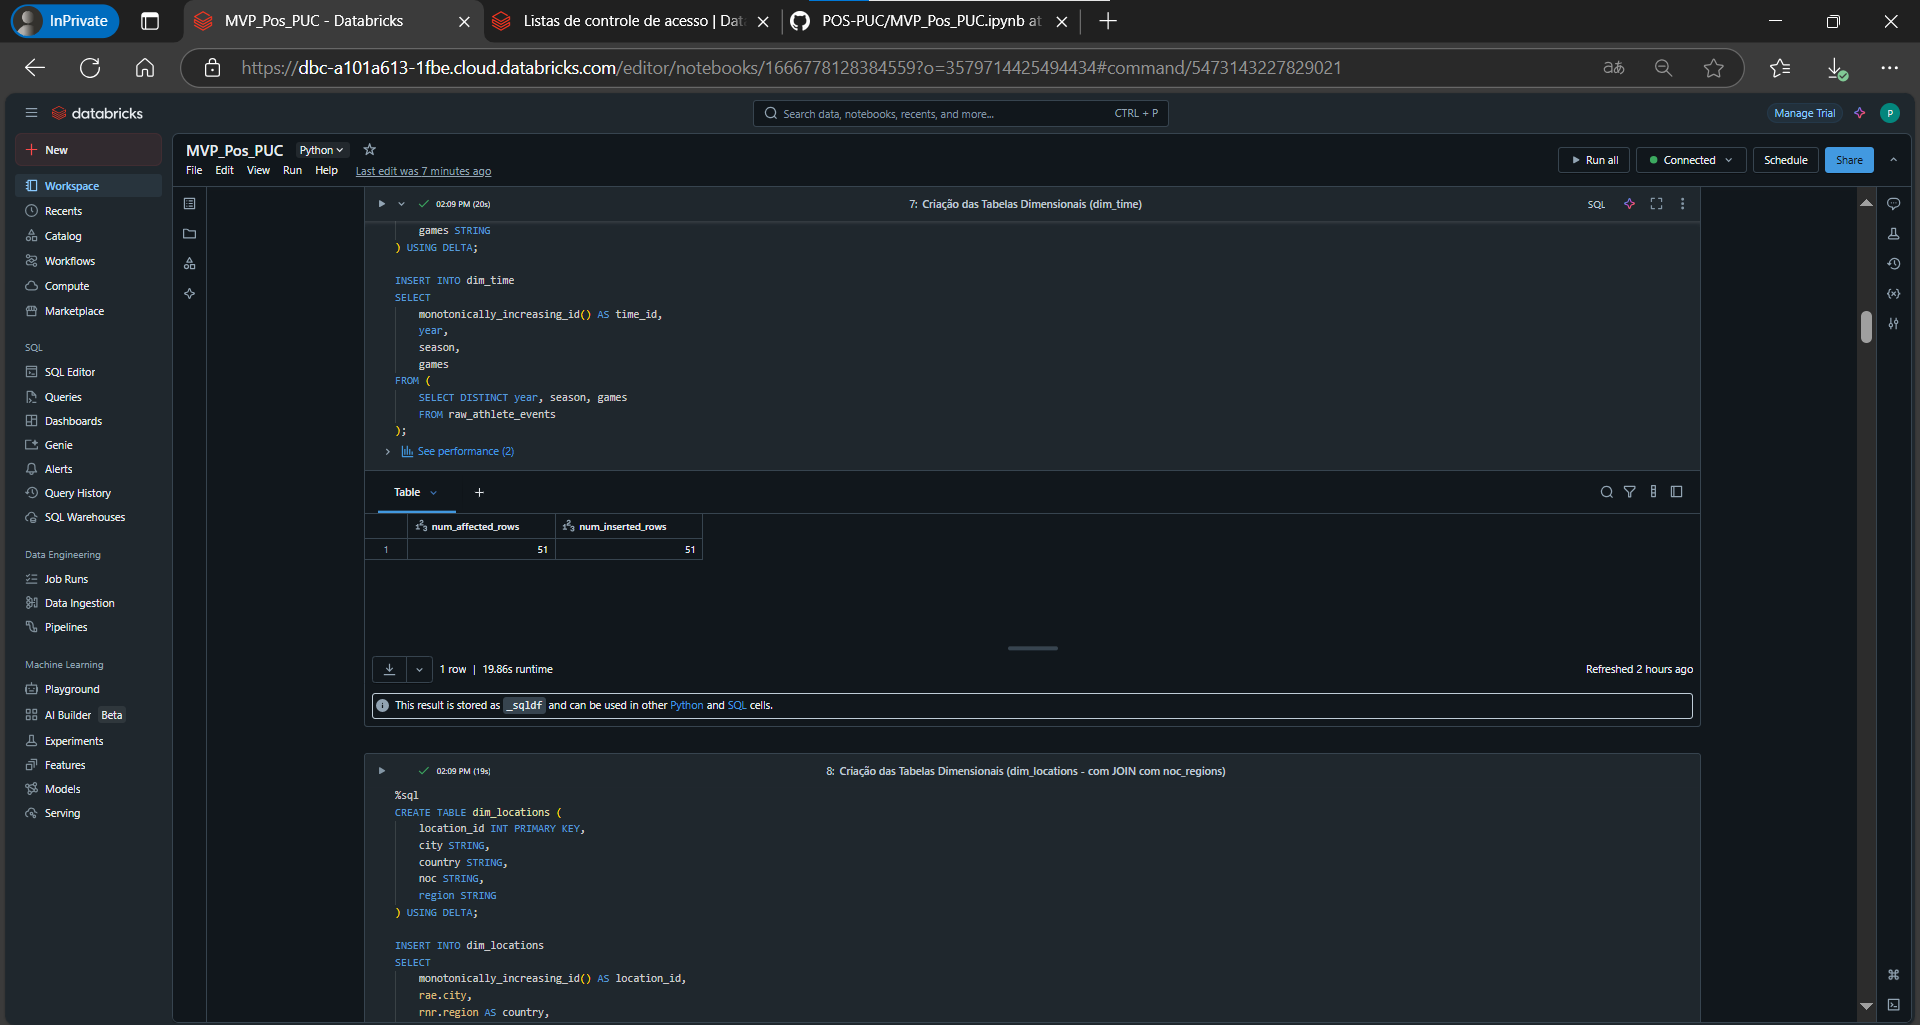 InPrivate
MVP_Pos_PUC - Databricks
Listas de controle de acesso | Dat
POS-PUC/MVP_Pos_PUC.ipynb at
https://dbc-a101a613-1fbe.cloud.databricks.com/editor/notebooks/1666778128384559?o=3579714425494434#command/5473143227829021
databricks
Search data, notebooks, recents, and more...
CTRL + P
Manage Trial
P
New
Workspace
Recents
Catalog
Workflows
Compute
Marketplace
SQL
SQL Editor
Queries
Dashboards
Genie
Alerts
Query History
SQL Warehouses
Data Engineering
Job Runs
Data Ingestion
Pipelines
Machine Learning
Playground
AI Builder Beta
Experiments
Features
Models
Serving
MVP_Pos_PUC Python
File Edit View Run Help Last edit was 7 minutes ago
Run all Connected Schedule Share
02:09 PM (20s) 7: Criação das Tabelas Dimensionais (dim_time) SQL
games STRING
) USING DELTA;
INSERT INTO dim_time
SELECT
monotonically_increasing_id() AS time_id,
year,
season,
games
FROM (
SELECT DISTINCT year, season, games
FROM raw_athlete_events
);
See performance (2)
Table
num_affected_rows num_inserted_rows
1 51 51
1 row | 19.86s runtime Refreshed 2 hours ago
This result is stored as _sqldf and can be used in other Python and SQL cells.
02:09 PM (19s) 8: Criação das Tabelas Dimensionais (dim_locations - com JOIN com noc_regions)
%sql
CREATE TABLE dim_locations (
location_id INT PRIMARY KEY,
city STRING,
country STRING,
noc STRING,
region STRING
) USING DELTA;
INSERT INTO dim_locations
SELECT
monotonically_increasing_id() AS location_id,
rae.city,
rnr.region AS country,